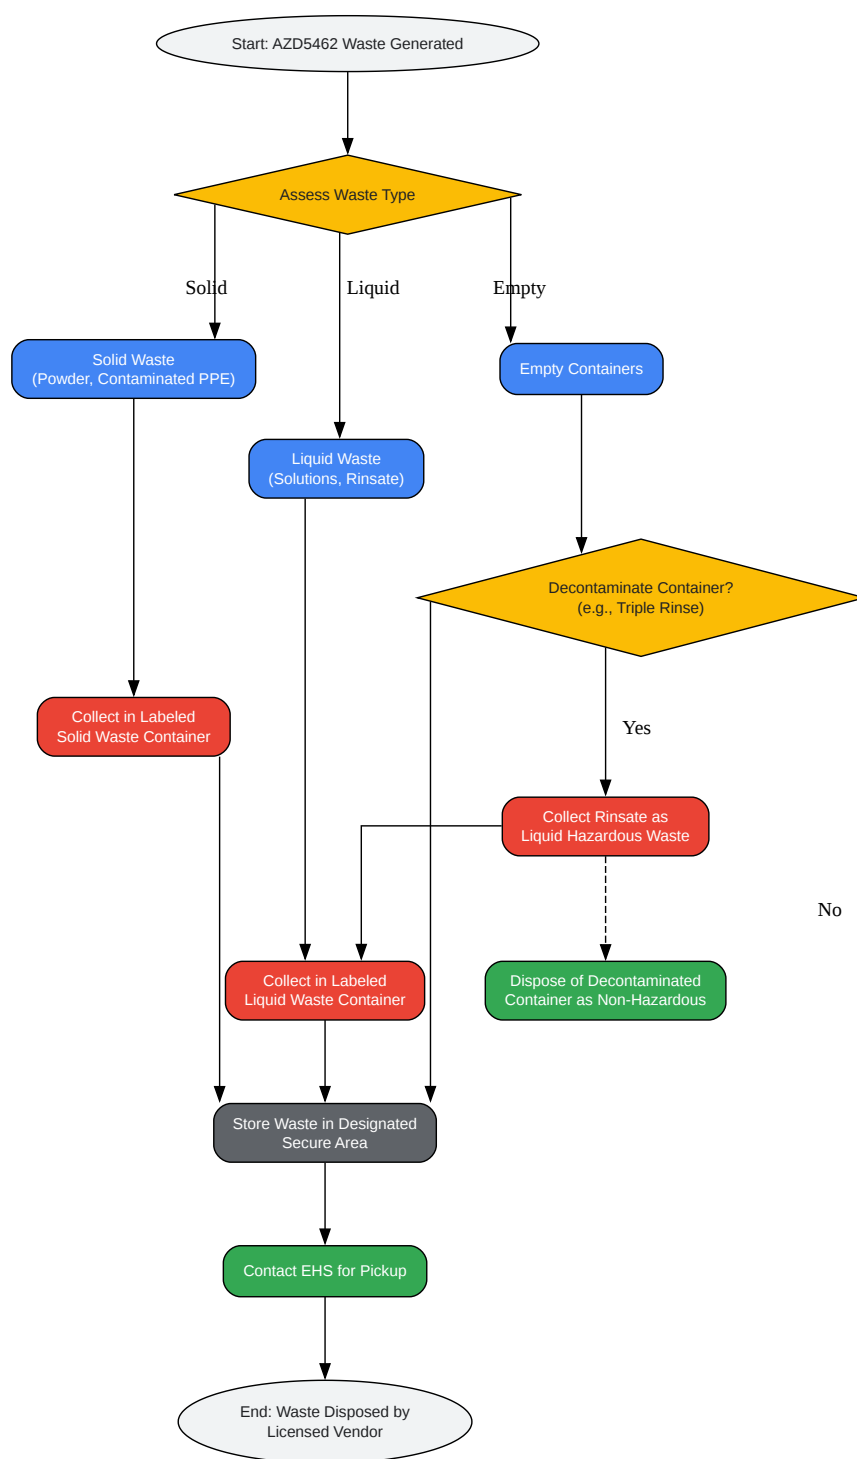 Start: AZD5462 Waste Generated
Assess Waste Type
Solid
Liquid
Empty
Solid Waste
(Powder, Contaminated PPE)
Empty Containers
Liquid Waste
(Solutions, Rinsate)
Decontaminate Container?
(e.g., Triple Rinse)
Collect in Labeled
Solid Waste Container
Yes
Collect Rinsate as
Liquid Hazardous Waste
No
Collect in Labeled
Liquid Waste Container
Dispose of Decontaminated
Container as Non-Hazardous
Store Waste in Designated
Secure Area
Contact EHS for Pickup
End: Waste Disposed by
Licensed Vendor